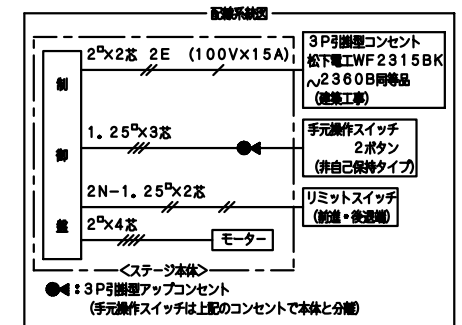 配線系統図
2□×2芯 2E (100V×15A)
3P引掛型コンセント
松下電工WF2315BK
～2360B同等品
(建築工事)
制御盤
1.25□×3芯
手元操作スイッチ
2ボタン
(非自己保持タイプ)
2N-1.25□×2芯
リミットスイッチ
(前進・後退端)
2□×4芯
モーター
<ステージ本体>
：3P引掛型アップコンセント
(手元操作スイッチは上記のコンセントで本体と分離)